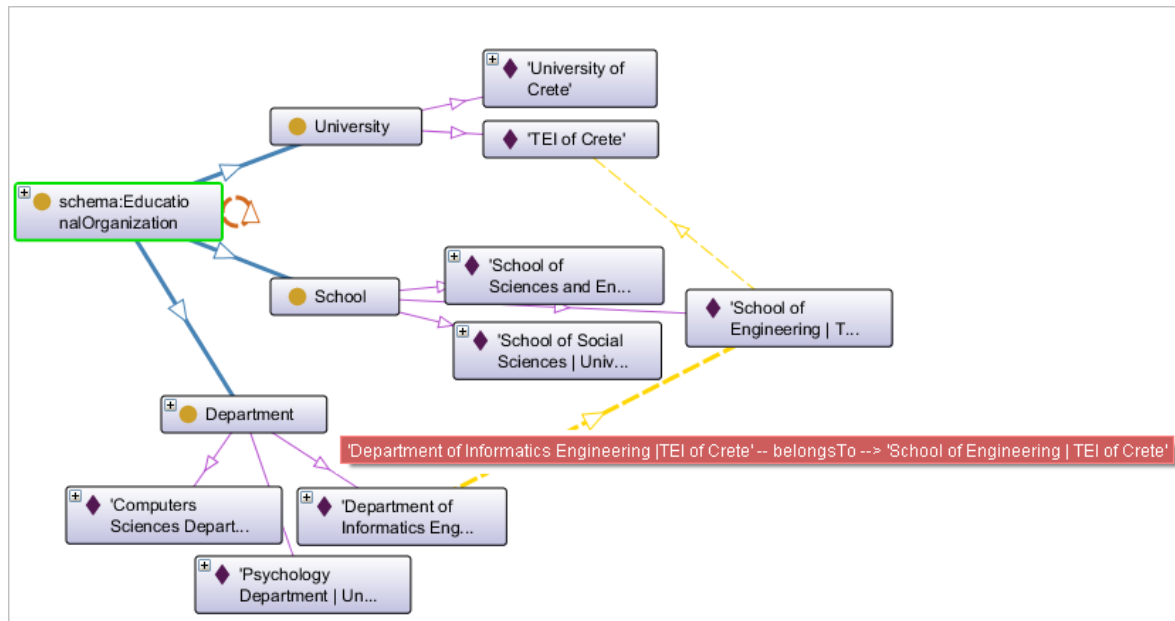 'University of
Crete'
University
'TEI of Crete'
schema:Educatio
nalOrganization
'School of
Sciences and En...
School
'School of
Engineering | T...
'School of Social
Sciences | Univ...
Department
'Department of Informatics Engineering |TEI of Crete' -- belongsTo --> 'School of Engineering | TEI of Crete'
'Computers
Sciences Depart...
'Department of
Informatics Eng...
'Psychology
Department | Un...